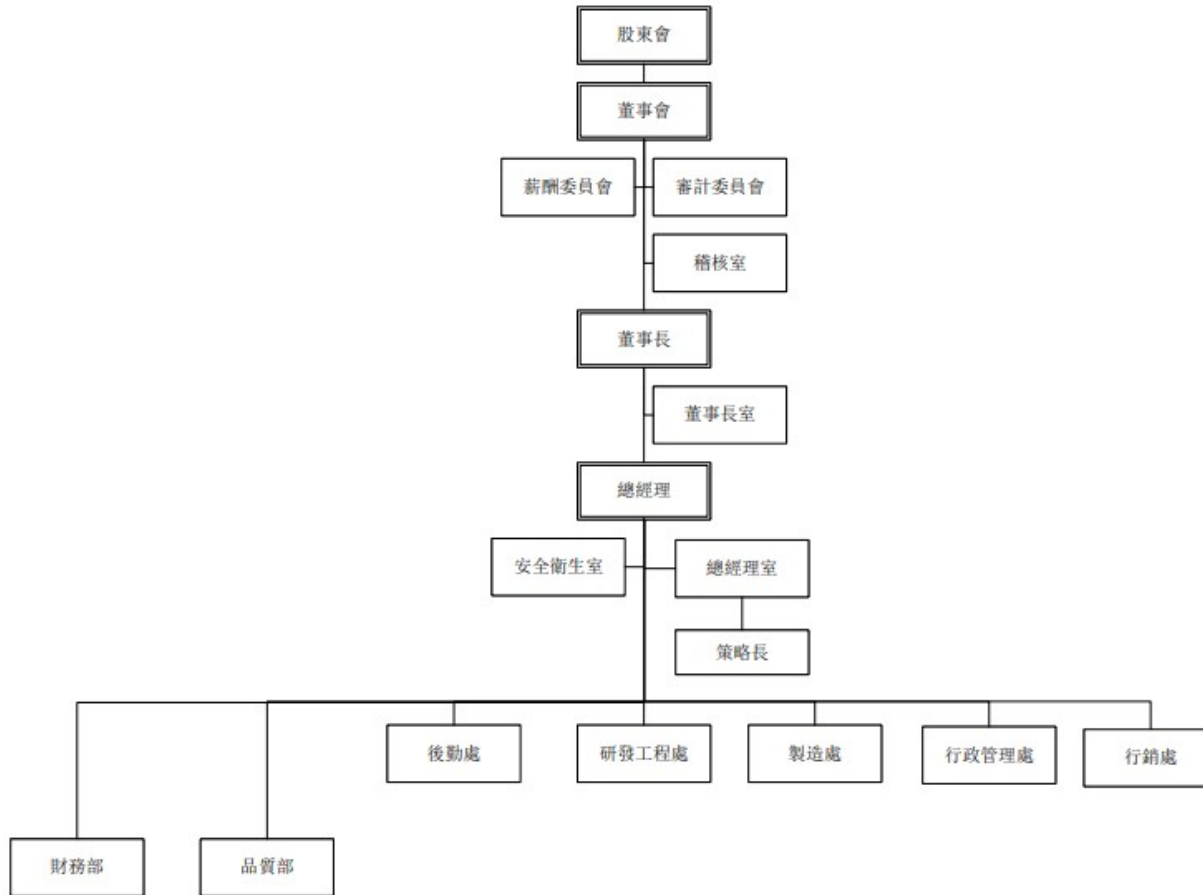 股東會
董事會
薪酬委員會
審計委員會
稽核室
董事長
董事長室
總經理
安全衛生室
總經理室
策略長
後勤處
研發工程處
製造處
行政管理處
行銷處
財務部
品質部